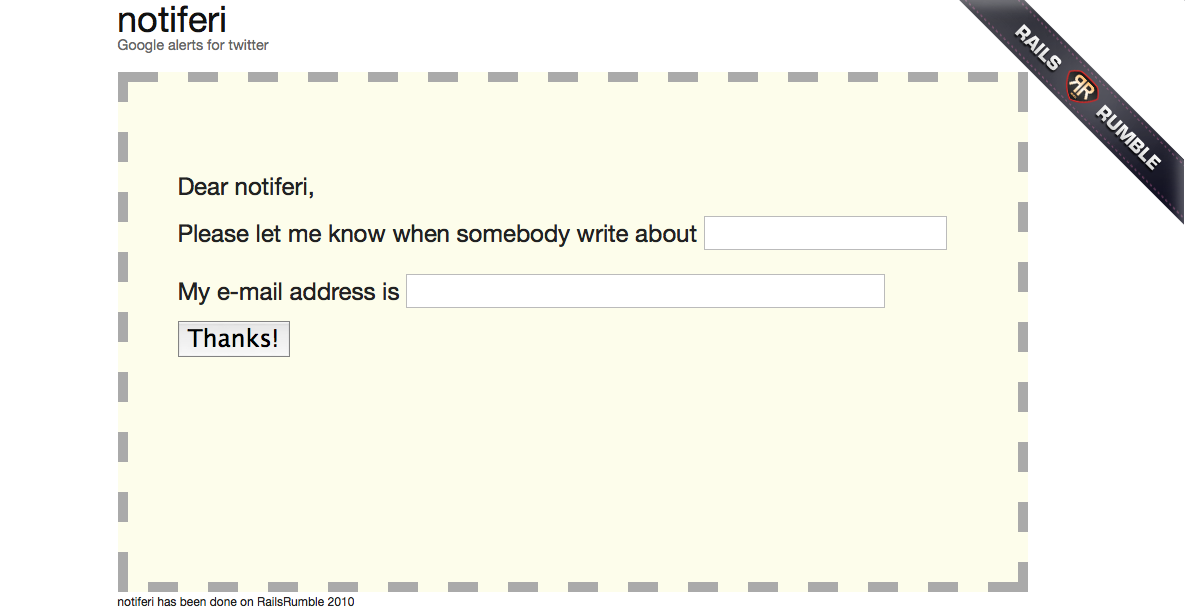 notiferi
Google alerts for twitter
RAILS
RR
RUMBLE
Dear notiferi,
Please let me know when somebody write about
My e-mail address is
Thanks!
notiferi has been done on RailsRumble 2010